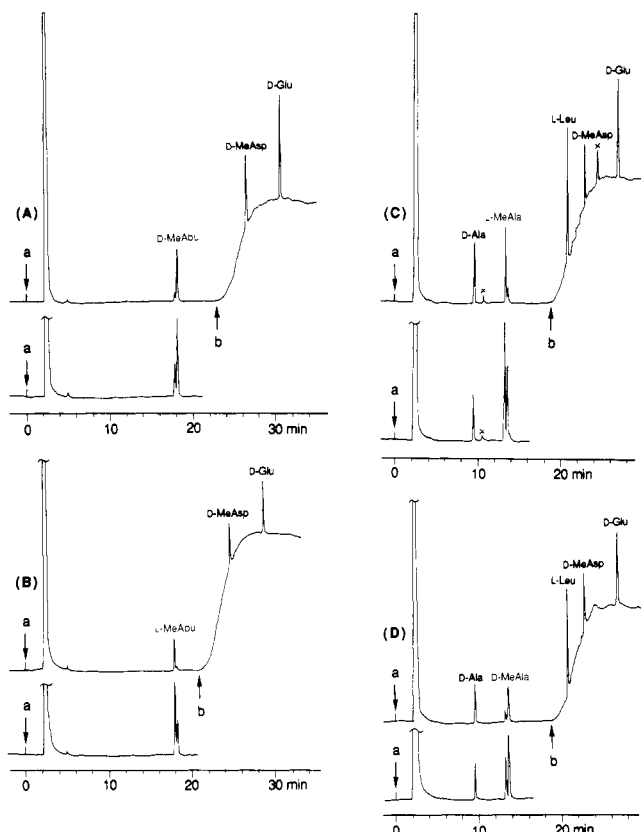 D-Glu
D-MeAsp
(A)
D-MeAbu
a
b
a
0 10 20 30 min
D-Glu
D-MeAsp
(B)
L-MeAbu
a
b
a
0 10 20 30 min
D-Glu
L-Leu
D-MeAsp
x
(C)
L-MeAla
D-Ala
a
x
b
a
x
0 10 20 min
D-Glu
D-MeAsp
L-Leu
(D)
D-Ala
D-MeAla
a
b
a
0 10 20 min